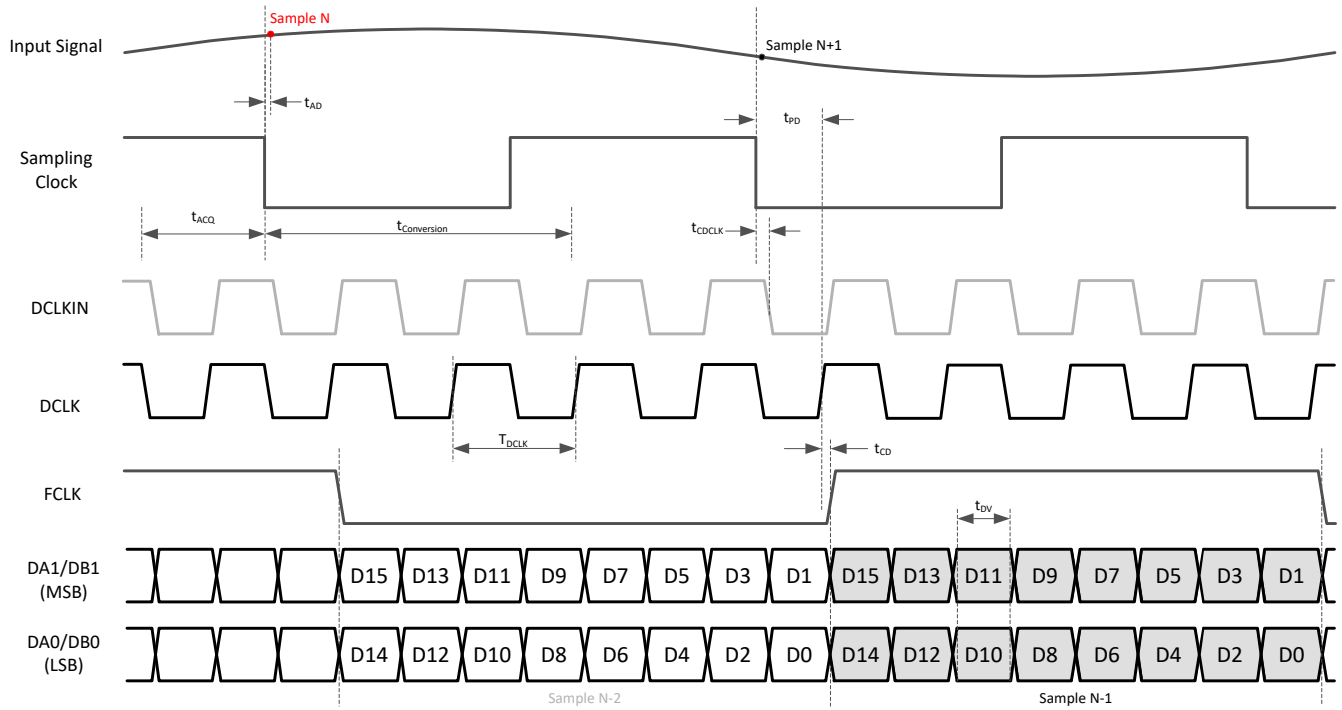 Sample N
Input Signal
Sample N+1
tAD
tPD
Sampling
Clock
tACQ
tConversion
tCDCLK
DCLKIN
DCLK
TDCLK
tCD
FCLK
tDV
DA1/DB1
(MSB)
D15 D13 D11 D9 D7 D5 D3 D1 D15 D13 D11 D9 D7 D5 D3 D1
DA0/DB0
(LSB)
D14 D12 D10 D8 D6 D4 D2 D0 D14 D12 D10 D8 D6 D4 D2 D0
Sample N-2
Sample N-1